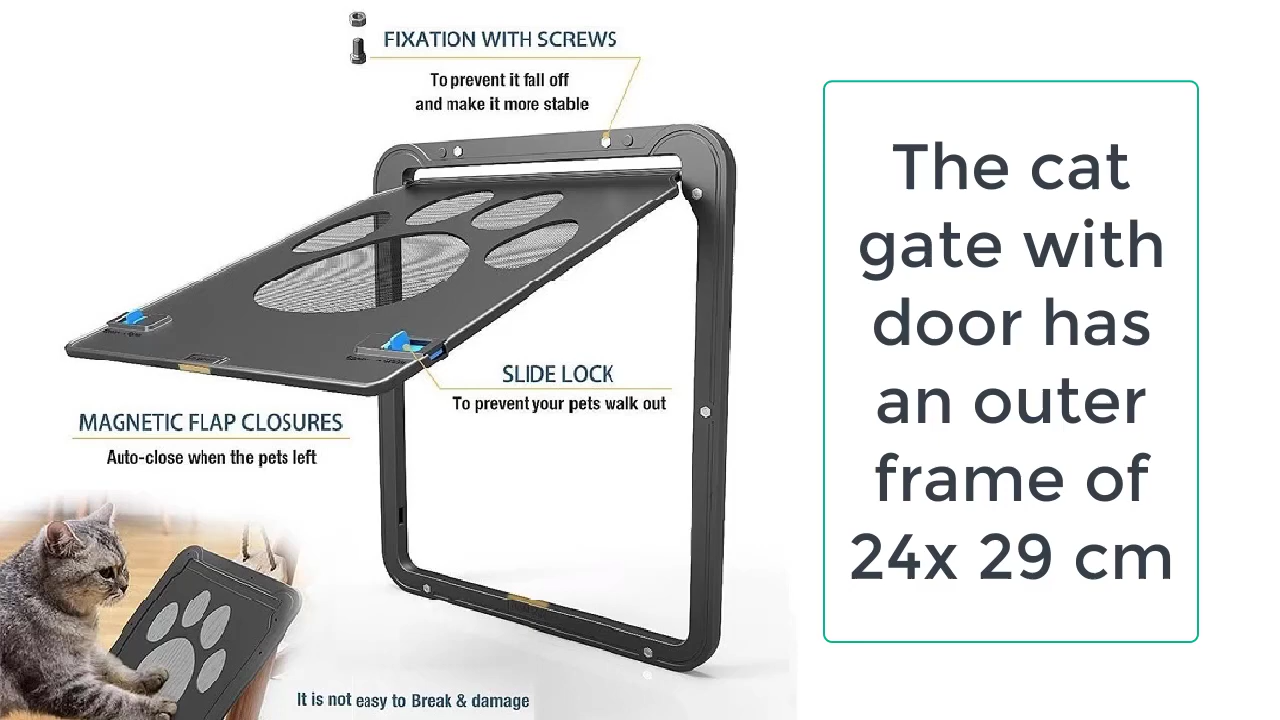 FIXATION WITH SCREWS
To prevent it fall off
and make it more stable
SLIDE LOCK
To prevent your pets walk out
MAGNETIC FLAP CLOSURES
Auto-close when the pets left
It is not easy to Break & damage
The cat
gate with
door has
an outer
frame of
24x 29 cm